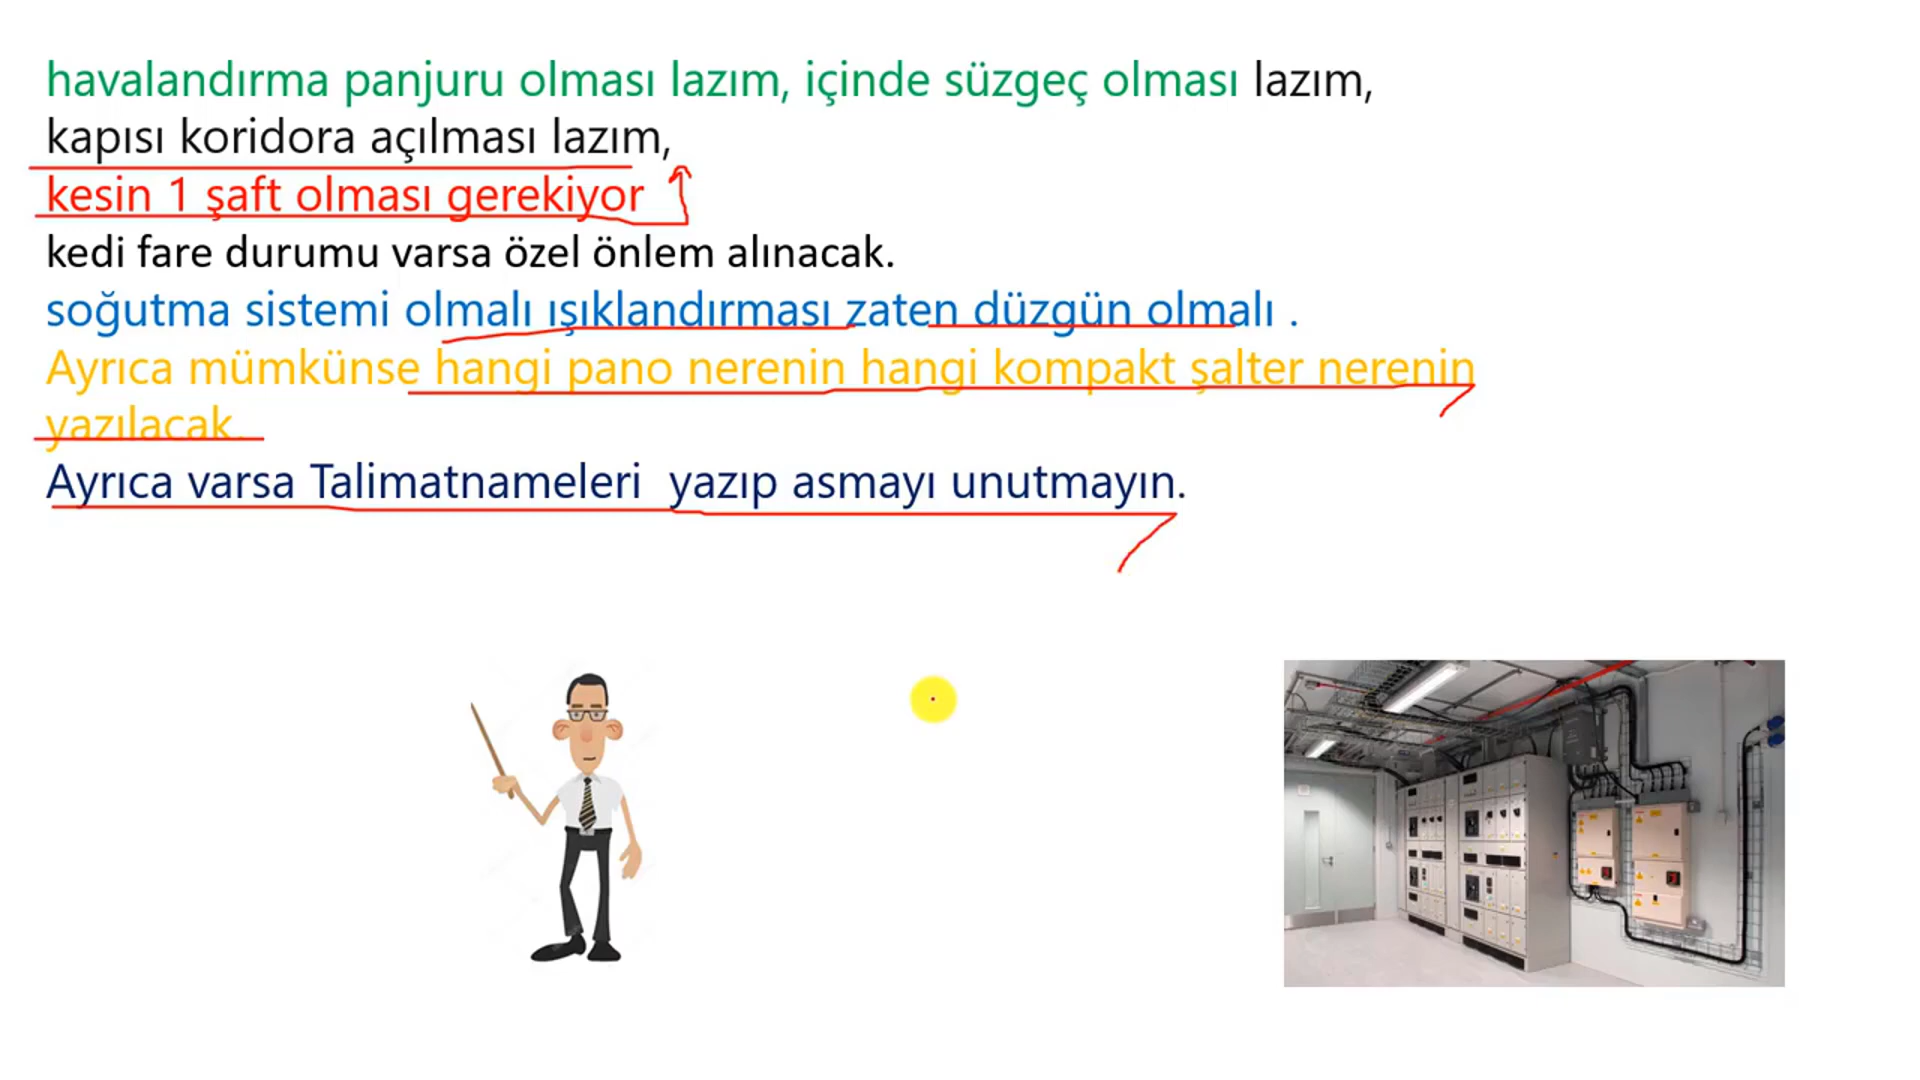 havalandırma panjuru olması lazım, içinde süzgeç olması lazım,
kapısı koridora açılması lazım,
kesin 1 şaft olması gerekiyor
kedi fare durumu varsa özel önlem alınacak.
soğutma sistemi olmalı ışıklandırması zaten düzgün olmalı .
Ayrıca mümkünse hangi pano nerenin hangi kompakt şalter nerenin
yazılacak.
Ayrıca varsa Talimatnameleri yazıp asmayı unutmayın.